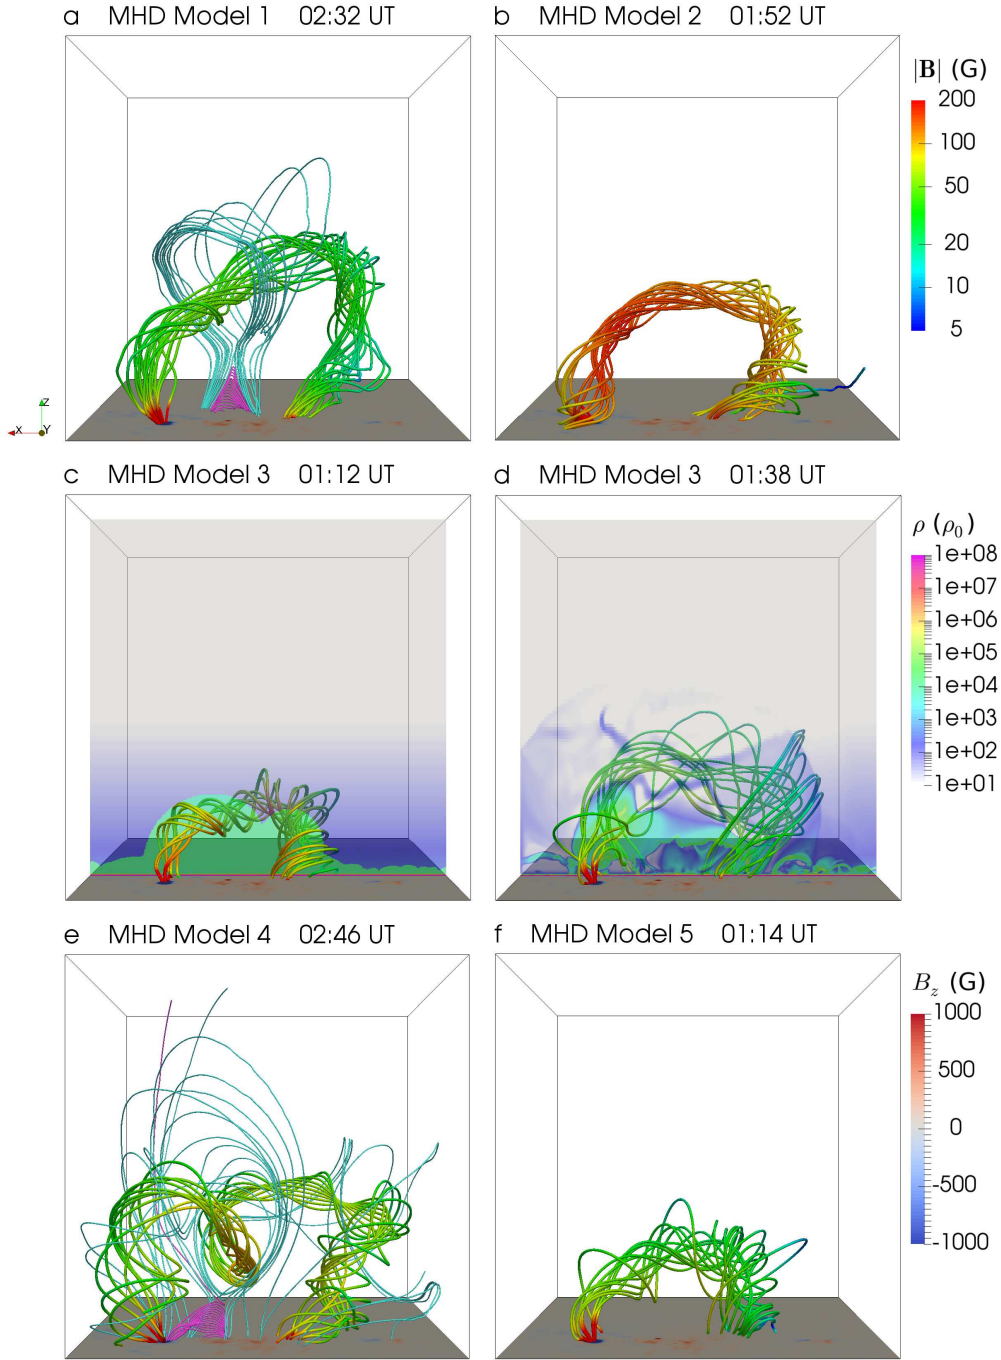 a MHD Model 1 02:32 UT
b MHD Model 2 01:52 UT
|B| (G)
200
100
50
20
10
5
Z
X
Y
c MHD Model 3 01:12 UT
d MHD Model 3 01:38 UT
ρ (ρ₀)
1e+08
1e+07
1e+06
1e+05
1e+04
1e+03
1e+02
1e+01
e MHD Model 4 02:46 UT
f MHD Model 5 01:14 UT
B_z (G)
1000
500
0
-500
-1000